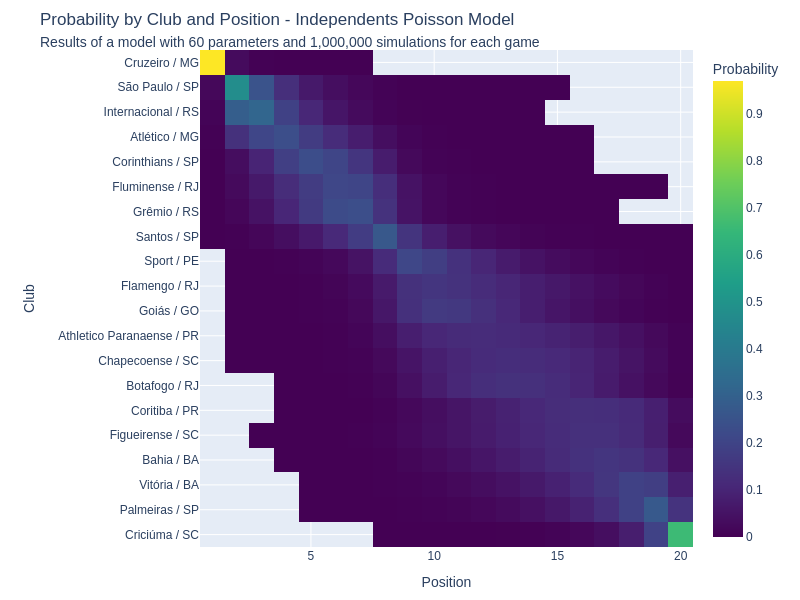 Probability by Club and Position - Independents Poisson Model
Results of a model with 60 parameters and 1,000,000 simulations for each game
Probability
Cruzeiro / MG
São Paulo / SP
Internacional / RS
Atlético / MG
Corinthians / SP
Fluminense / RJ
Grêmio / RS
Santos / SP
Sport / PE
Flamengo / RJ
Goiás / GO
Athletico Paranaense / PR
Chapecoense / SC
Botafogo / RJ
Coritiba / PR
Figueirense / SC
Bahia / BA
Vitória / BA
Palmeiras / SP
Criciúma / SC
Club
5
10
15
20
Position
0.9
0.8
0.7
0.6
0.5
0.4
0.3
0.2
0.1
0